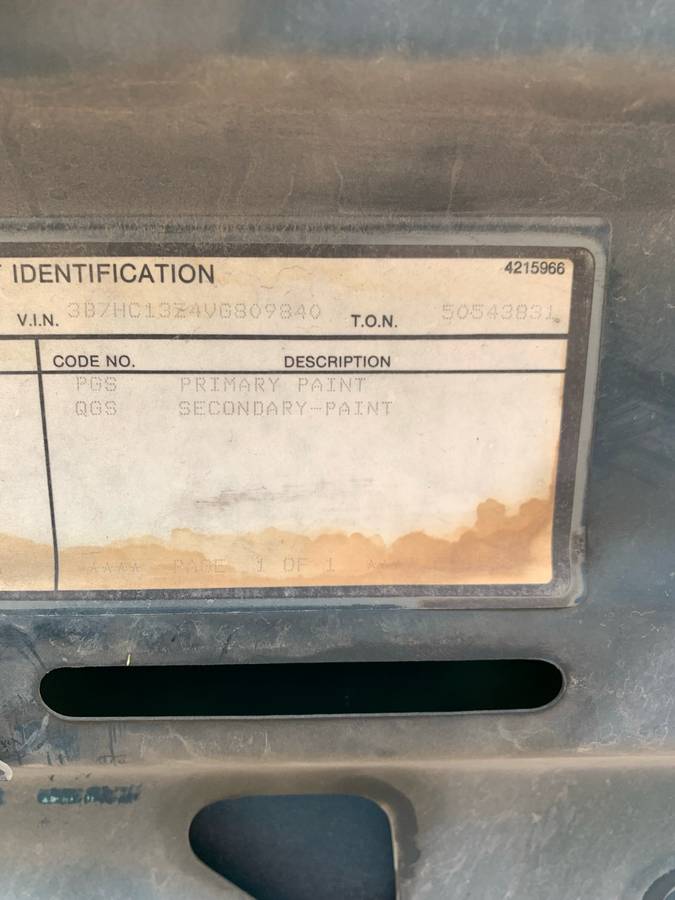 IDENTIFICATION 4215966
V.I.N. 3B7HC13Z4VG809840 T.O.N. 50543831
CODE NO. DESCRIPTION
PGS PRIMARY PAINT
QGS SECONDARY-PAINT
PAGE 1 OF 1